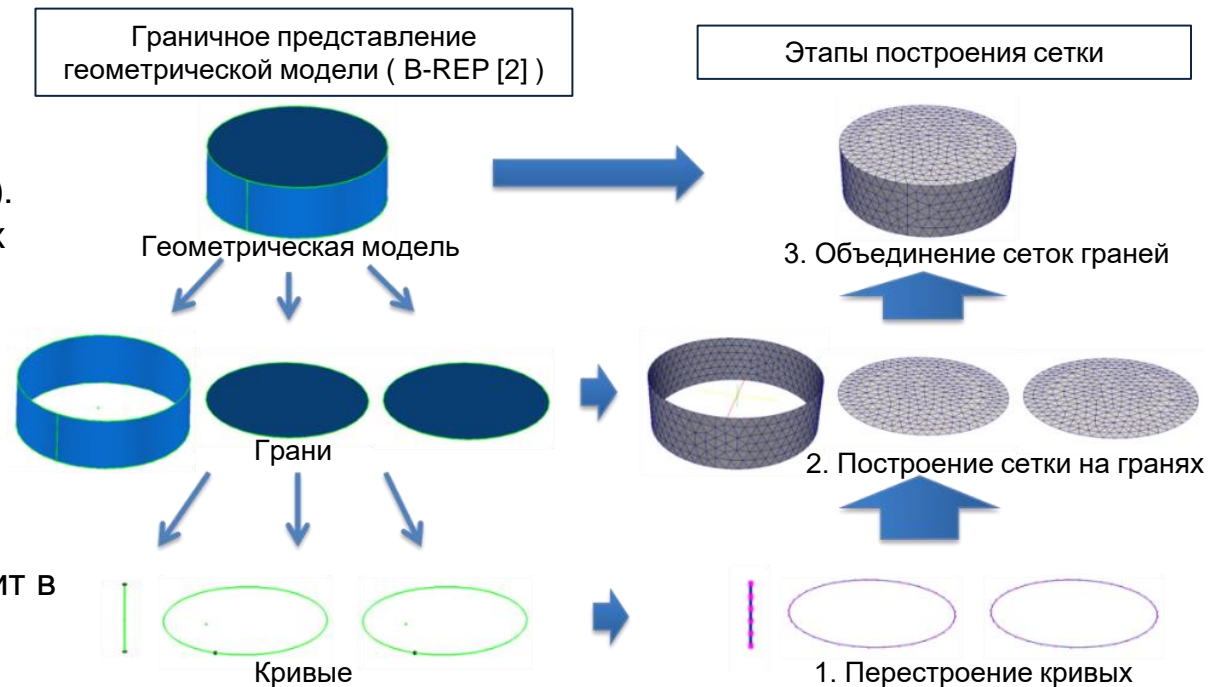 Граничное представление
геометрической модели ( B-REP [2] )
Этапы построения сетки
).
к
Геометрическая модель
3. Объединение сеток граней
Грани
2. Построение сетки на гранях
ит в
Кривые
1. Перестроение кривых